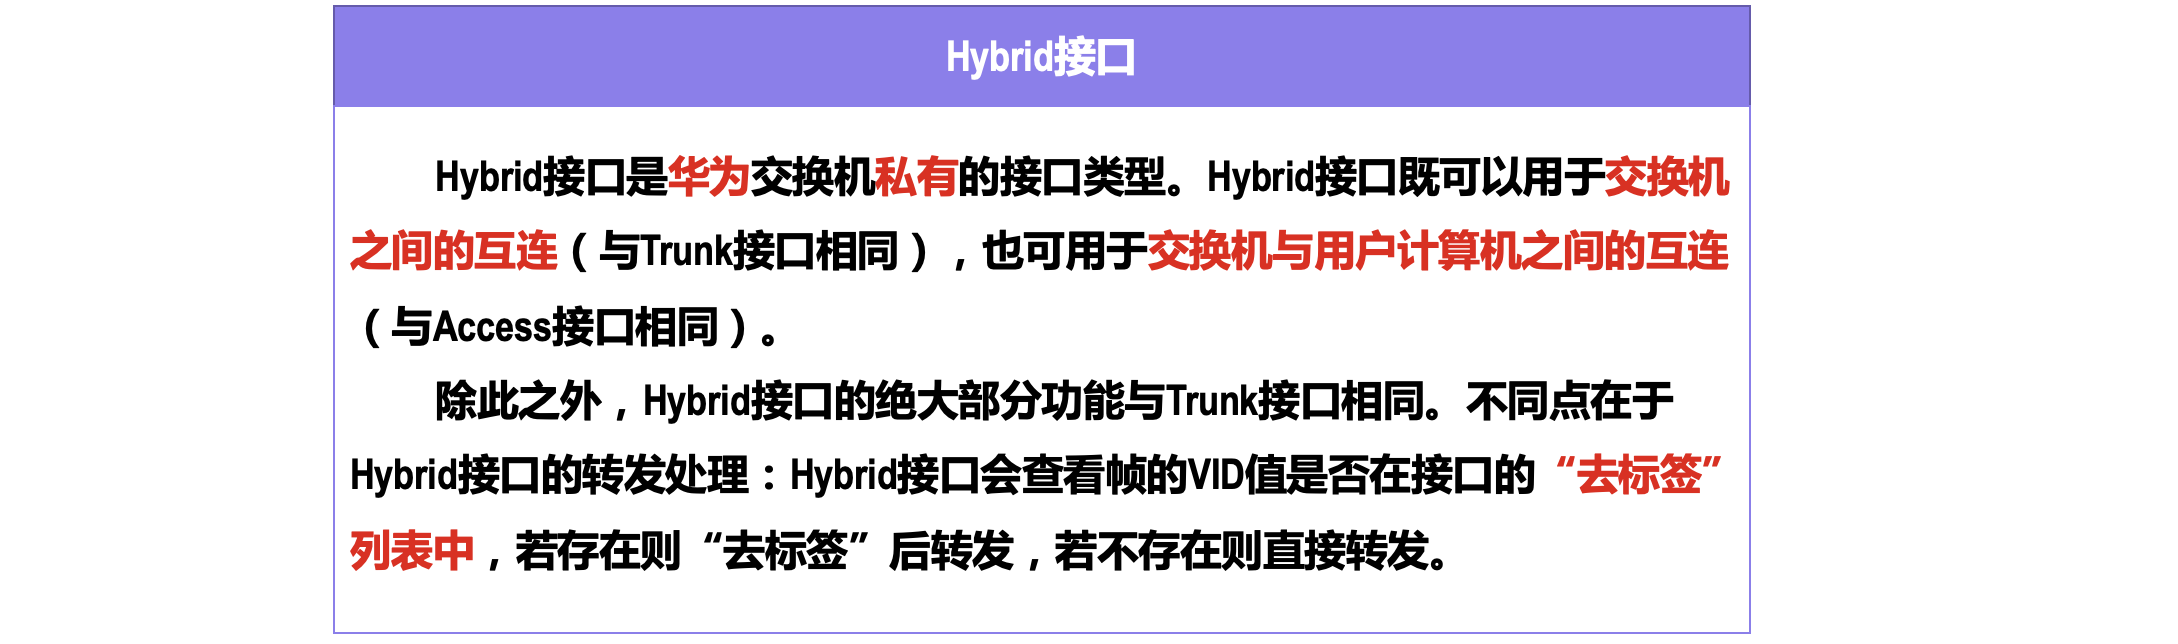 Hybrid接口
Hybrid接口是华为交换机私有的接口类型。Hybrid接口既可以用于交换机
之间的互连（与Trunk接口相同），也可用于交换机与用户计算机之间的互连
（与Access接口相同）。
除此之外，Hybrid接口的绝大部分功能与Trunk接口相同。不同点在于
Hybrid接口的转发处理：Hybrid接口会查看帧的VID值是否在接口的“去标签”
列表中，若存在则“去标签”后转发，若不存在则直接转发。